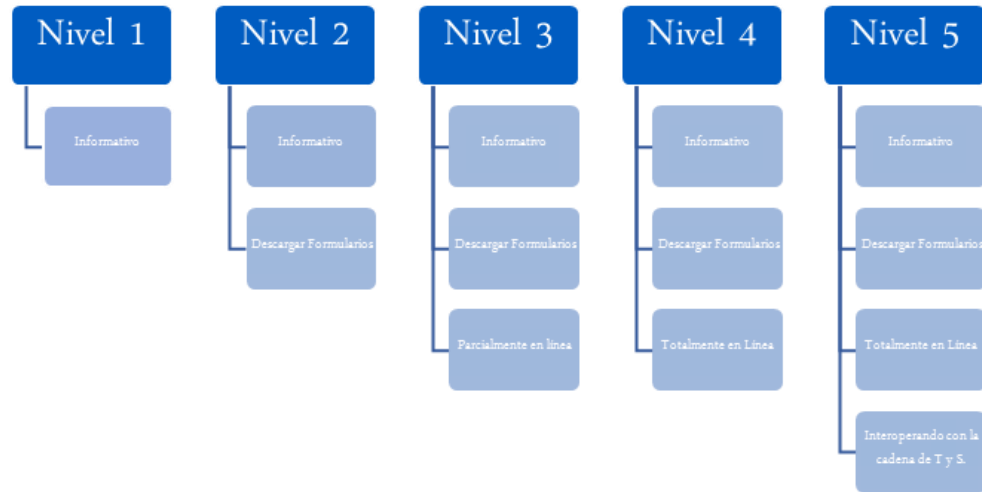 Nivel 1
Informativo
Nivel 2
Informativo
Descargar Formularios
Nivel 3
Informativo
Descargar Formularios
Parcialmente en línea
Nivel 4
Informativo
Descargar Formularios
Totalmente en Línea
Nivel 5
Informativo
Descargar Formularios
Totalmente en Línea
Interoperando con la
cadena de T y S.